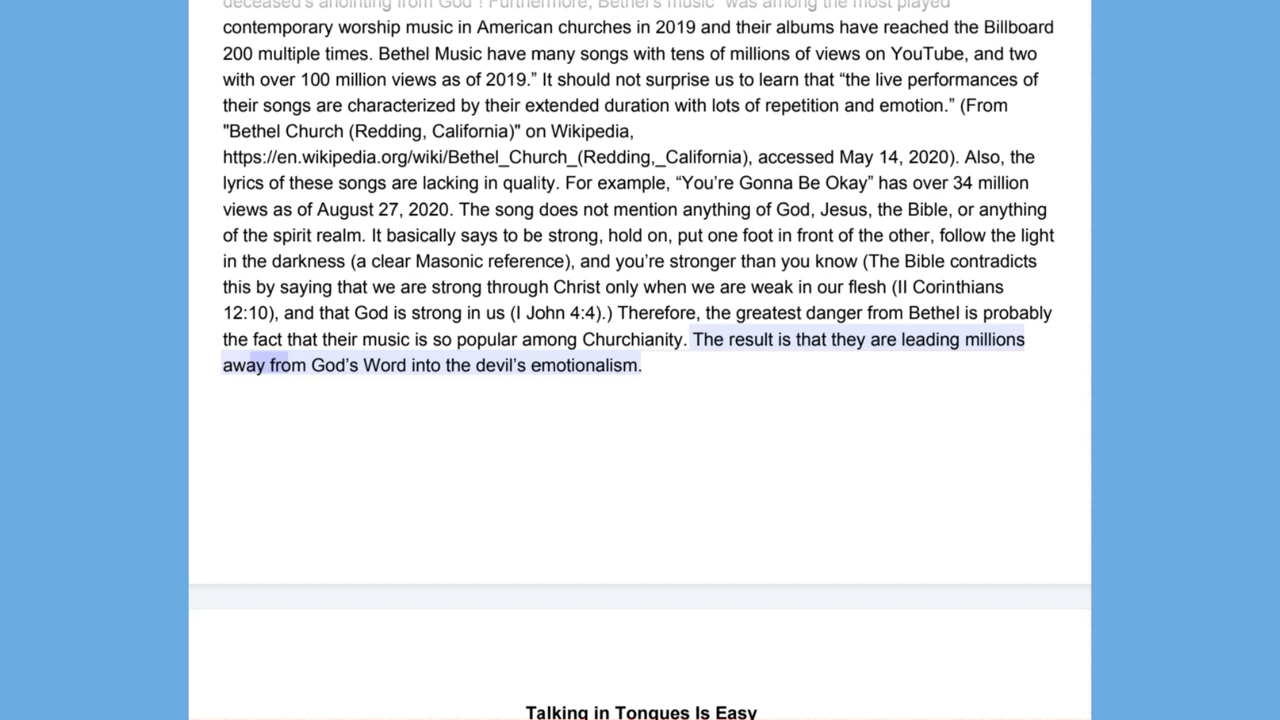 deceased's anointing from God"! Furthermore, Bethel's music "was among the most played
contemporary worship music in American churches in 2019 and their albums have reached the Billboard
200 multiple times. Bethel Music have many songs with tens of millions of views on YouTube, and two
with over 100 million views as of 2019.” It should not surprise us to learn that “the live performances of
their songs are characterized by their extended duration with lots of repetition and emotion.” (From
"Bethel Church (Redding, California)" on Wikipedia,
https://en.wikipedia.org/wiki/Bethel_Church_(Redding,_California), accessed May 14, 2020). Also, the
lyrics of these songs are lacking in quality. For example, “You’re Gonna Be Okay” has over 34 million
views as of August 27, 2020. The song does not mention anything of God, Jesus, the Bible, or anything
of the spirit realm. It basically says to be strong, hold on, put one foot in front of the other, follow the light
in the darkness (a clear Masonic reference), and you’re stronger than you know (The Bible contradicts
this by saying that we are strong through Christ only when we are weak in our flesh (II Corinthians
12:10), and that God is strong in us (I John 4:4).) Therefore, the greatest danger from Bethel is probably
the fact that their music is so popular among Churchianity. The result is that they are leading millions
away from God’s Word into the devil’s emotionalism.
Talking in Tongues Is Easy